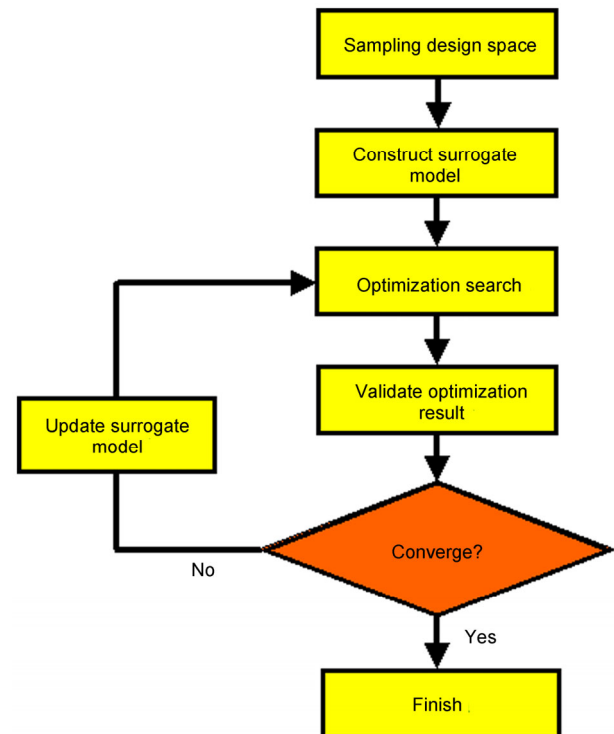 Sampling design space
Construct surrogate
model
Optimization search
Validate optimization
result
Update surrogate
model
Converge?
No
Yes
Finish